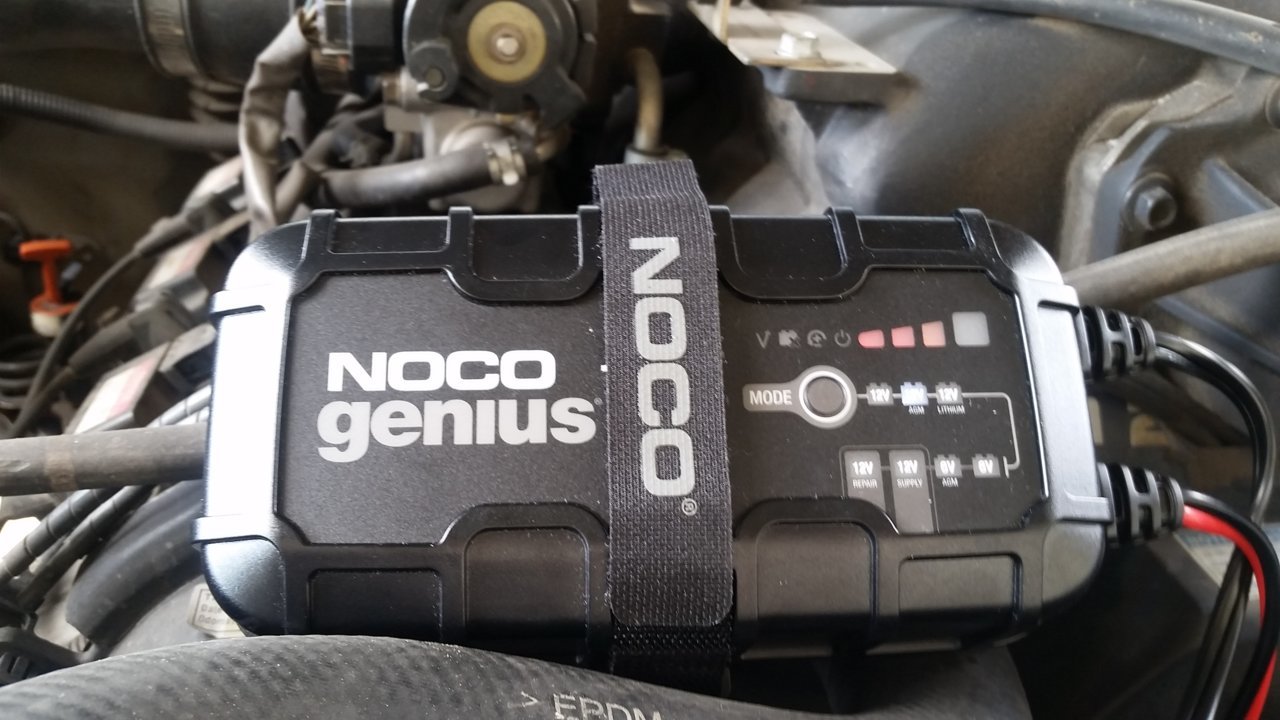 NOCO
genius
NOCO®
MODE
12V
12V
LITHIUM
AGM
12V
REPAIR
12V
SUPPLY
6V
AGM
6V
> EPDM